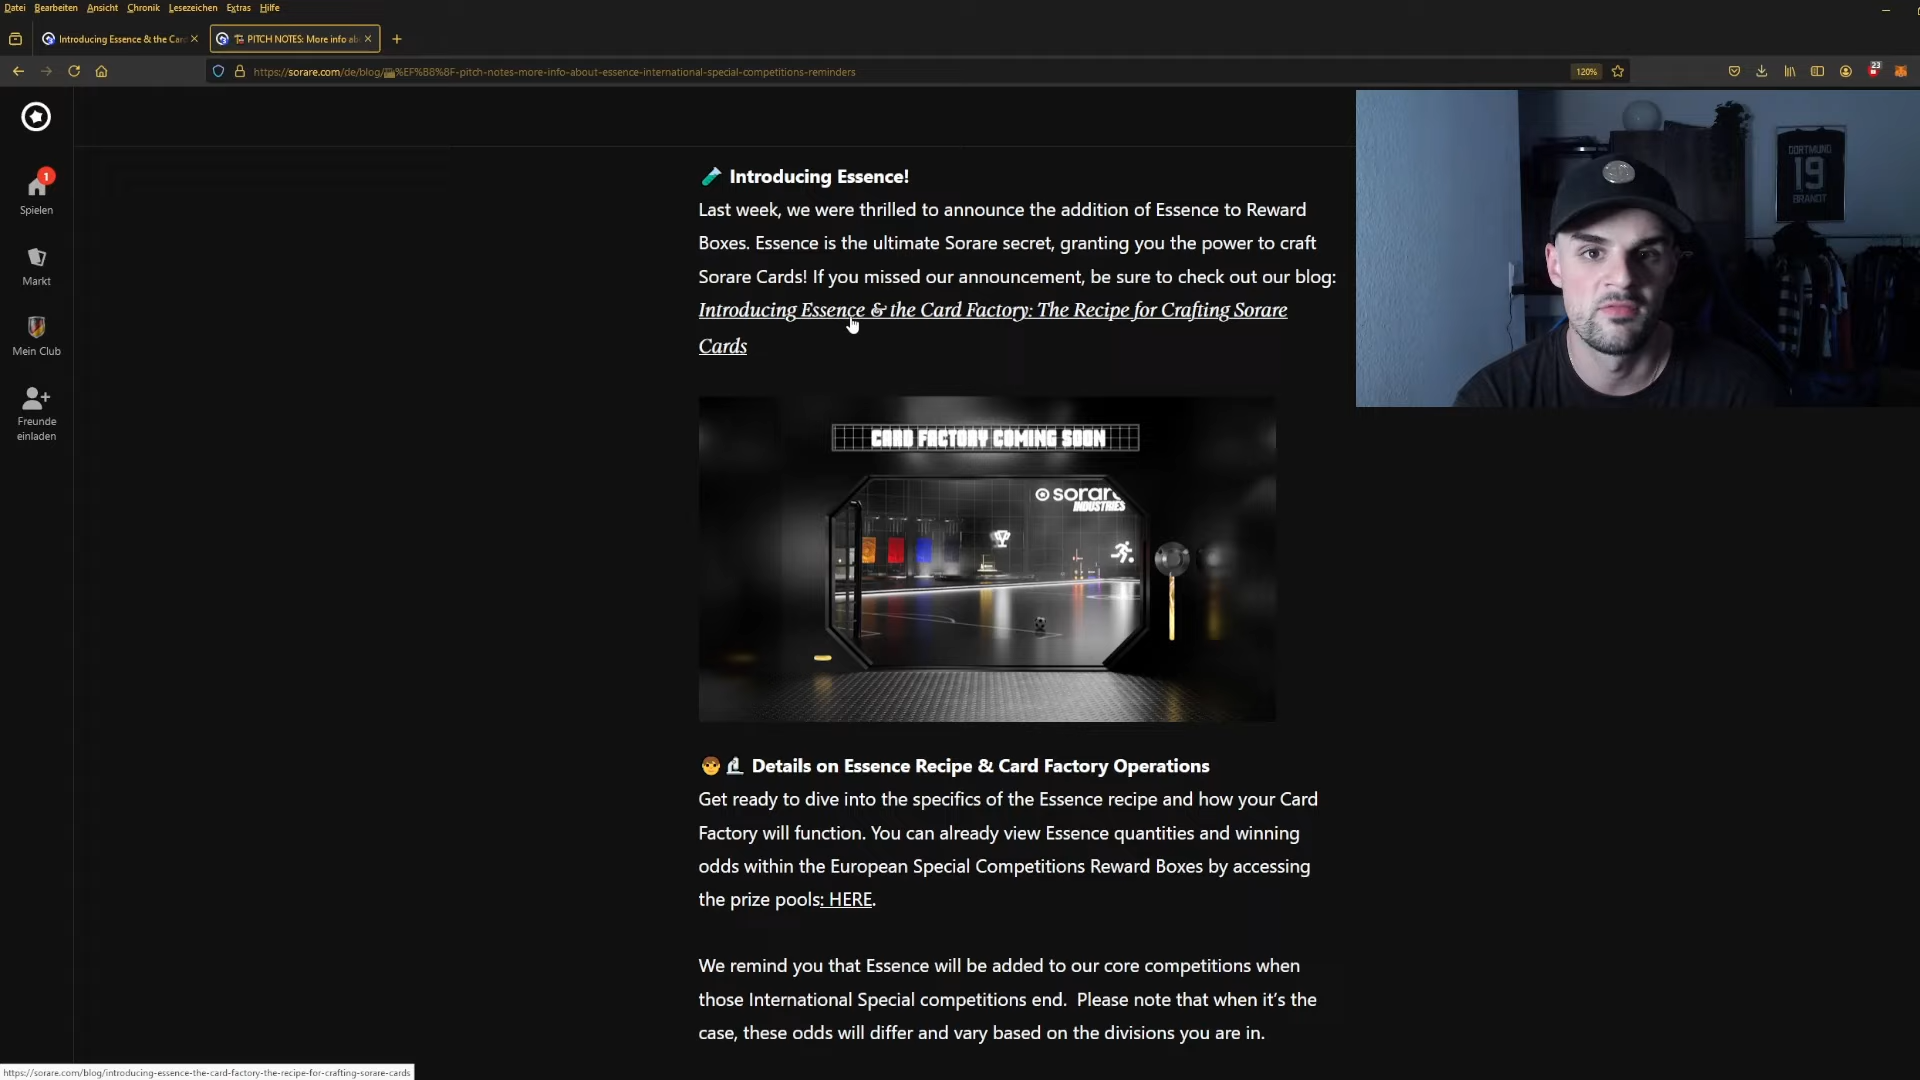 Datei Bearbeiten Ansicht Chronik Lesezeichen Extras Hilfe
Introducing Essence & the Car
PITCH NOTES: More info ab
https://sorare.com/de/blog/🏗%EF%B8%8F-pitch-notes-more-info-about-essence-international-special-competitions-reminders
120%
23
1
Spielen
Markt
Mein Club
Freunde
einladen
🧪 Introducing Essence!
Last week, we were thrilled to announce the addition of Essence to Reward
Boxes. Essence is the ultimate Sorare secret, granting you the power to craft
Sorare Cards! If you missed our announcement, be sure to check out our blog:
Introducing Essence & the Card Factory: The Recipe for Crafting Sorare
Cards
CARD FACTORY COMING SOON
sorare
INDUSTRIES
Details on Essence Recipe & Card Factory Operations
Get ready to dive into the specifics of the Essence recipe and how your Card
Factory will function. You can already view Essence quantities and winning
odds within the European Special Competitions Reward Boxes by accessing
the prize pools: HERE.
We remind you that Essence will be added to our core competitions when
those International Special competitions end. Please note that when it's the
case, these odds will differ and vary based on the divisions you are in.
DORTMUND
19
BRANDT
https://sorare.com/blog/introducing-essence-the-card-factory-the-recipe-for-crafting-sorare-cards